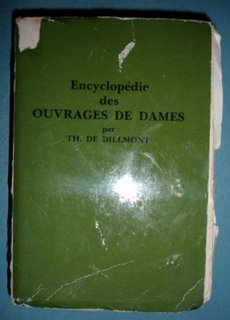 Encyclopédie
des
OUVRAGES DE DAMES
par
TH. DE DILLMONT